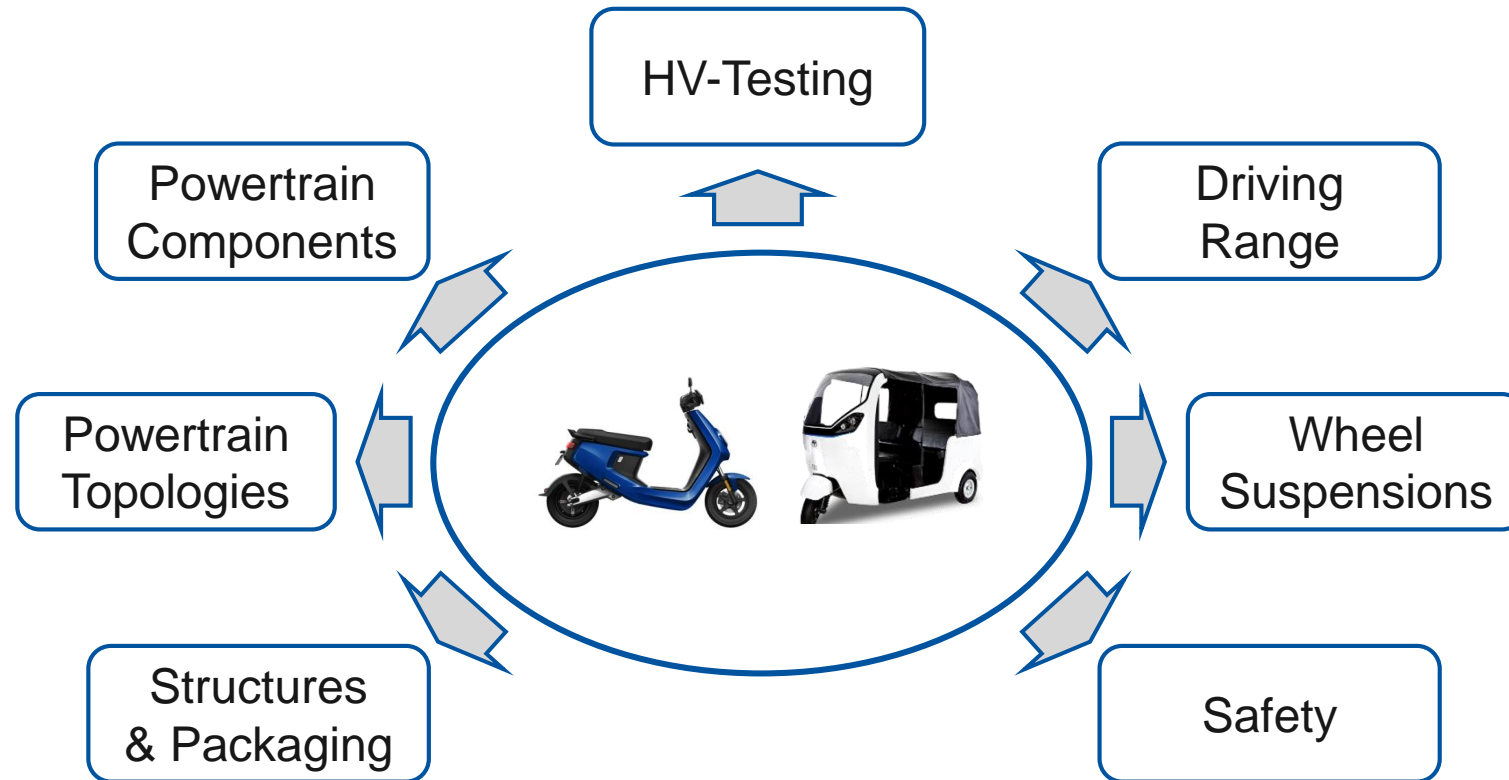 HV-Testing
Powertrain
Components
Driving
Range
Powertrain
Topologies
Wheel
Suspensions
Structures
& Packaging
Safety